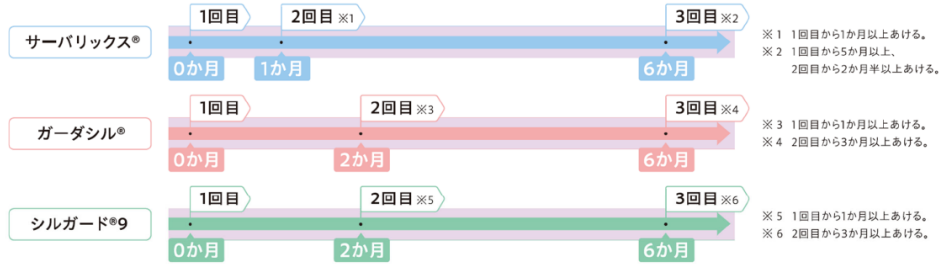 1回目
2回目 ※1
3回目 ※2
サーバリックス®
0か月
1か月
6か月
※1 1回目から1か月以上あける。
※2 1回目から5か月以上、
2回目から2か月半以上あける。
1回目
2回目 ※3
3回目 ※4
ガーダシル®
0か月
2か月
6か月
※3 1回目から1か月以上あける。
※4 2回目から3か月以上あける。
1回目
2回目 ※5
3回目 ※6
シルガード®9
0か月
2か月
6か月
※5 1回目から1か月以上あける。
※6 2回目から3か月以上あける。